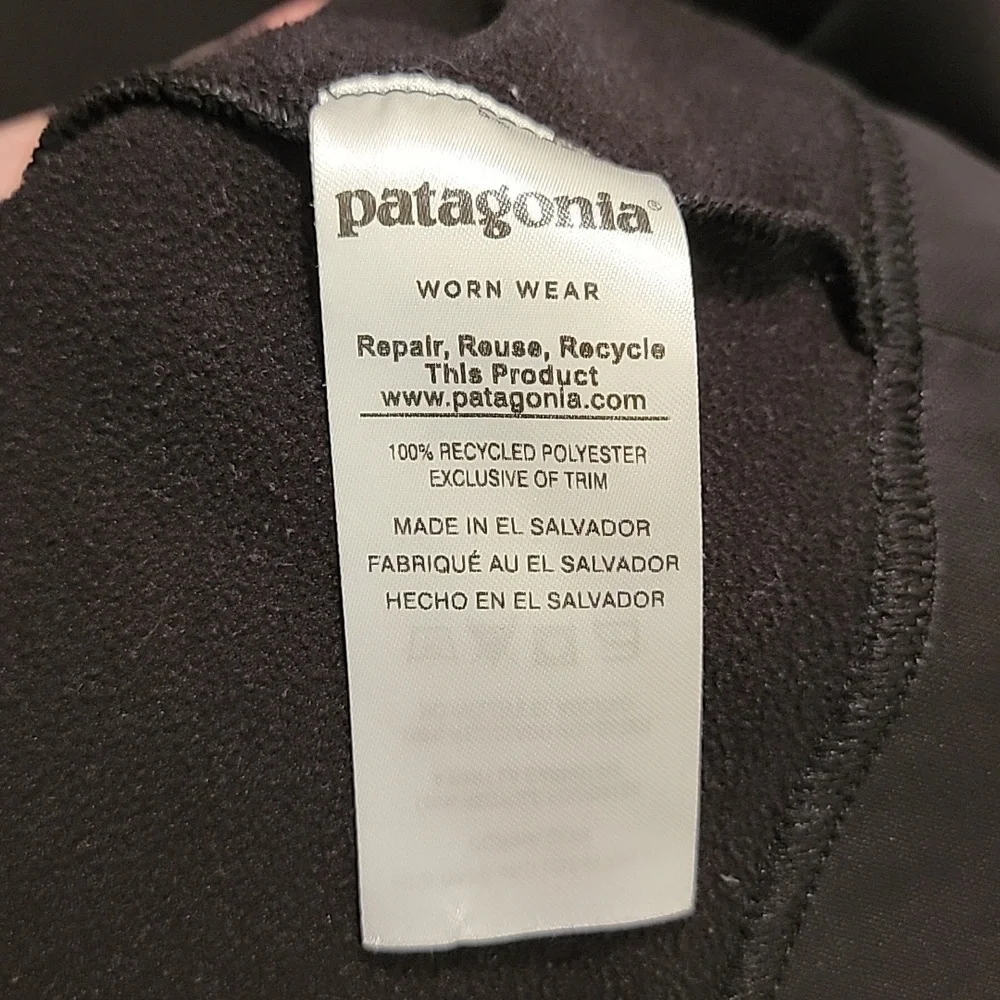 patagonia®
WORN WEAR
Repair, Reuse, Recycle
This Product
www.patagonia.com
100% RECYCLED POLYESTER
EXCLUSIVE OF TRIM
MADE IN EL SALVADOR
FABRIQUÉ AU EL SALVADOR
HECHO EN EL SALVADOR